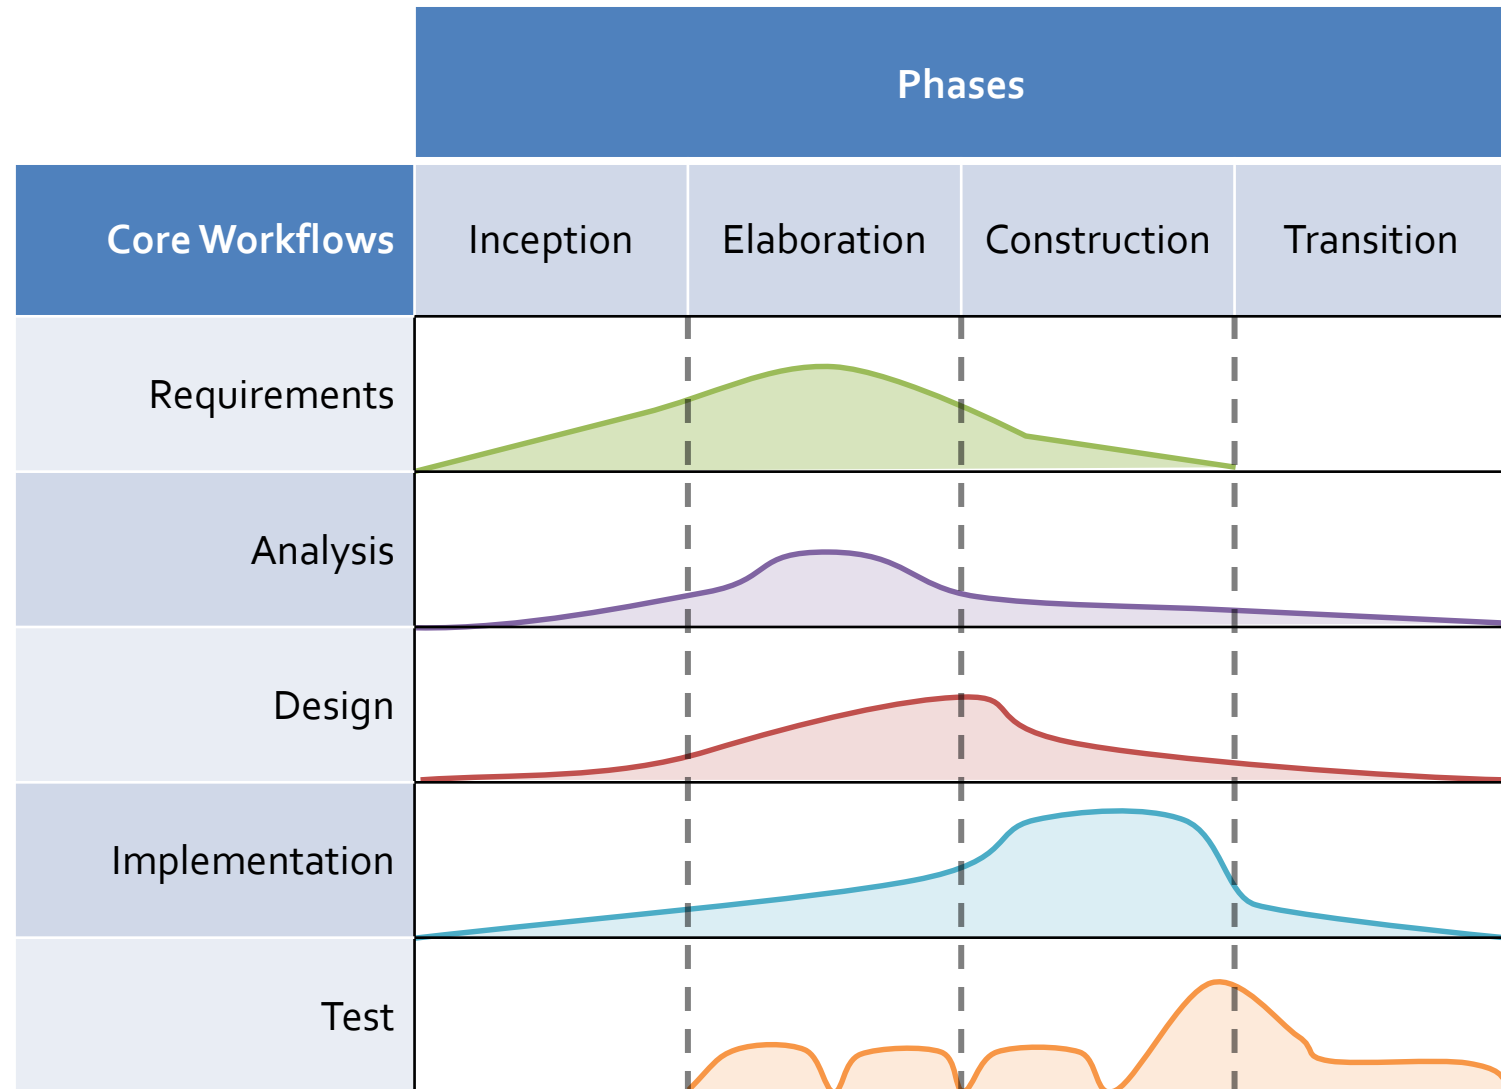 Phases
Core Workflows Inception Elaboration Construction Transition
Requirements
Analysis
Design
Implementation
Test